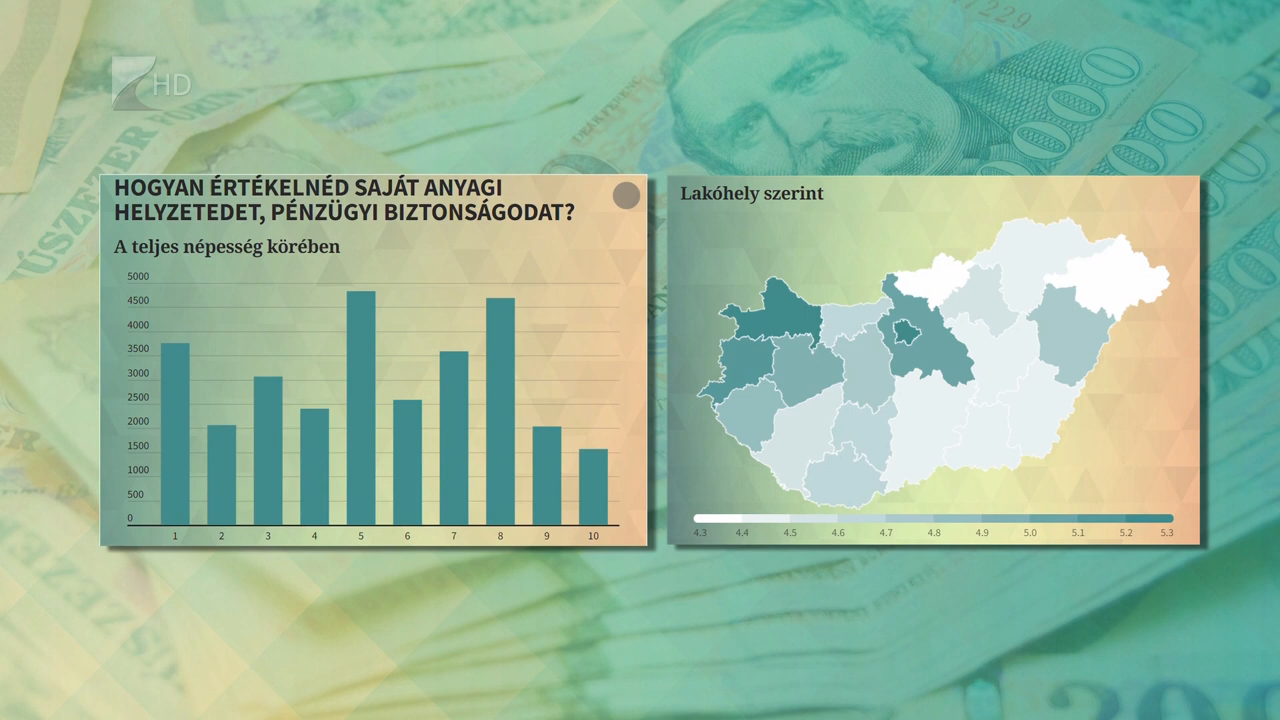 HD
HOGYAN ÉRTÉKELNÉD SAJÁT ANYAGI
HELYZETEDET, PÉNZÜGYI BIZTONSÁGODAT?
A teljes népesség körében
5000
4500
4000
3500
3000
2500
2000
1500
1000
500
0
1 2 3 4 5 6 7 8 9 10
Lakóhely szerint
4.3 4.4 4.5 4.6 4.7 4.8 4.9 5.0 5.1 5.2 5.3